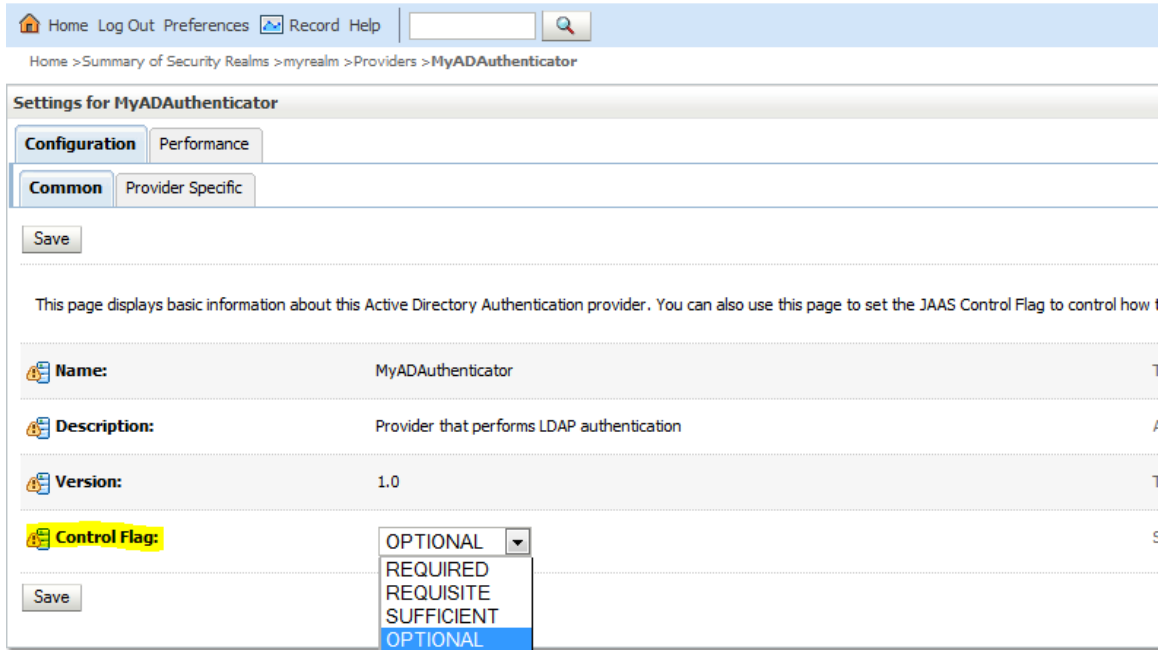 Home Log Out Preferences Record Help
Home >Summary of Security Realms >myrealm >Providers >MyADAuthenticator
Settings for MyADAuthenticator
Configuration Performance
Common Provider Specific
Save
This page displays basic information about this Active Directory Authentication provider. You can also use this page to set the JAAS Control Flag to control how
Name: MyADAuthenticator
Description: Provider that performs LDAP authentication
Version: 1.0
Control Flag: OPTIONAL
REQUIRED
REQUISITE
SUFFICIENT
OPTIONAL
Save